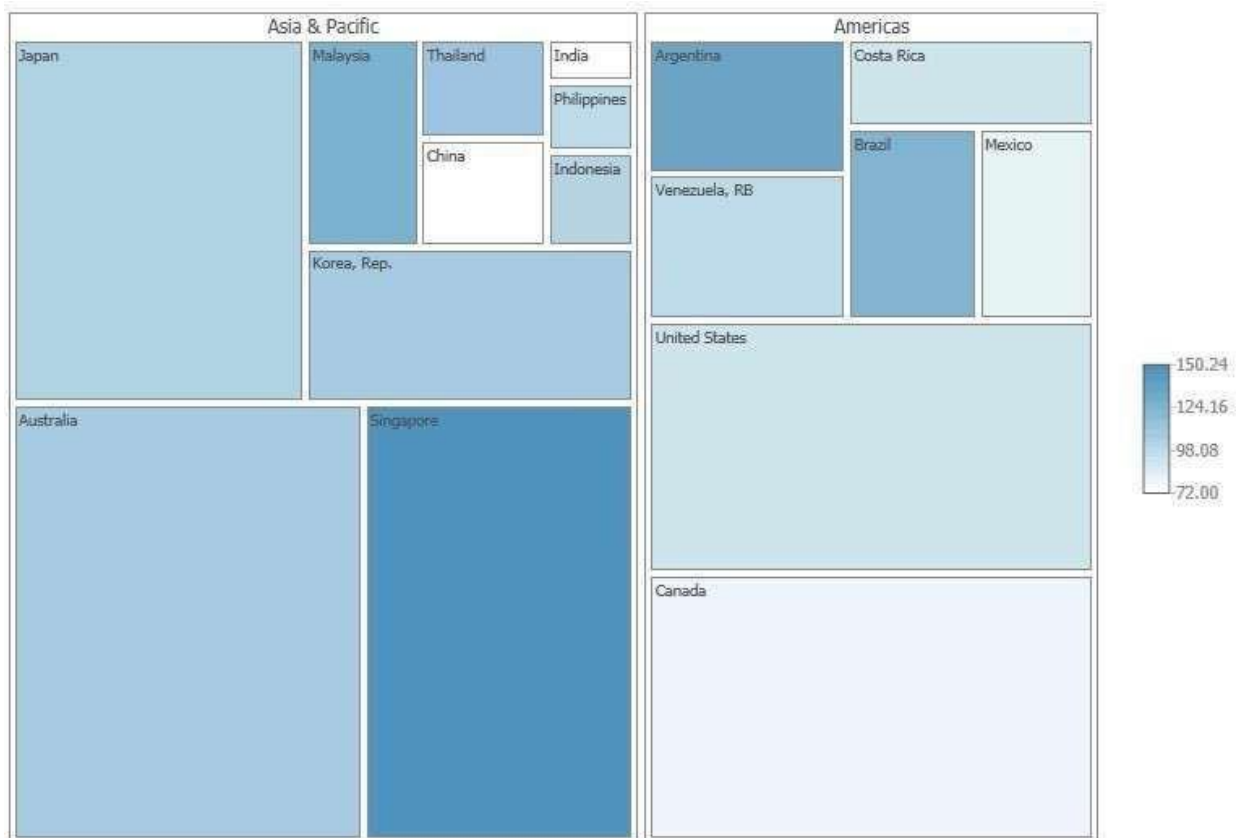 Asia & Pacific
Japan
Malaysia
Thailand
India
Philippines
China
Indonesia
Korea, Rep.
Australia
Singapore
Americas
Argentina
Costa Rica
Brazil
Mexico
Venezuela, RB
United States
Canada
150.24
124.16
98.08
72.00